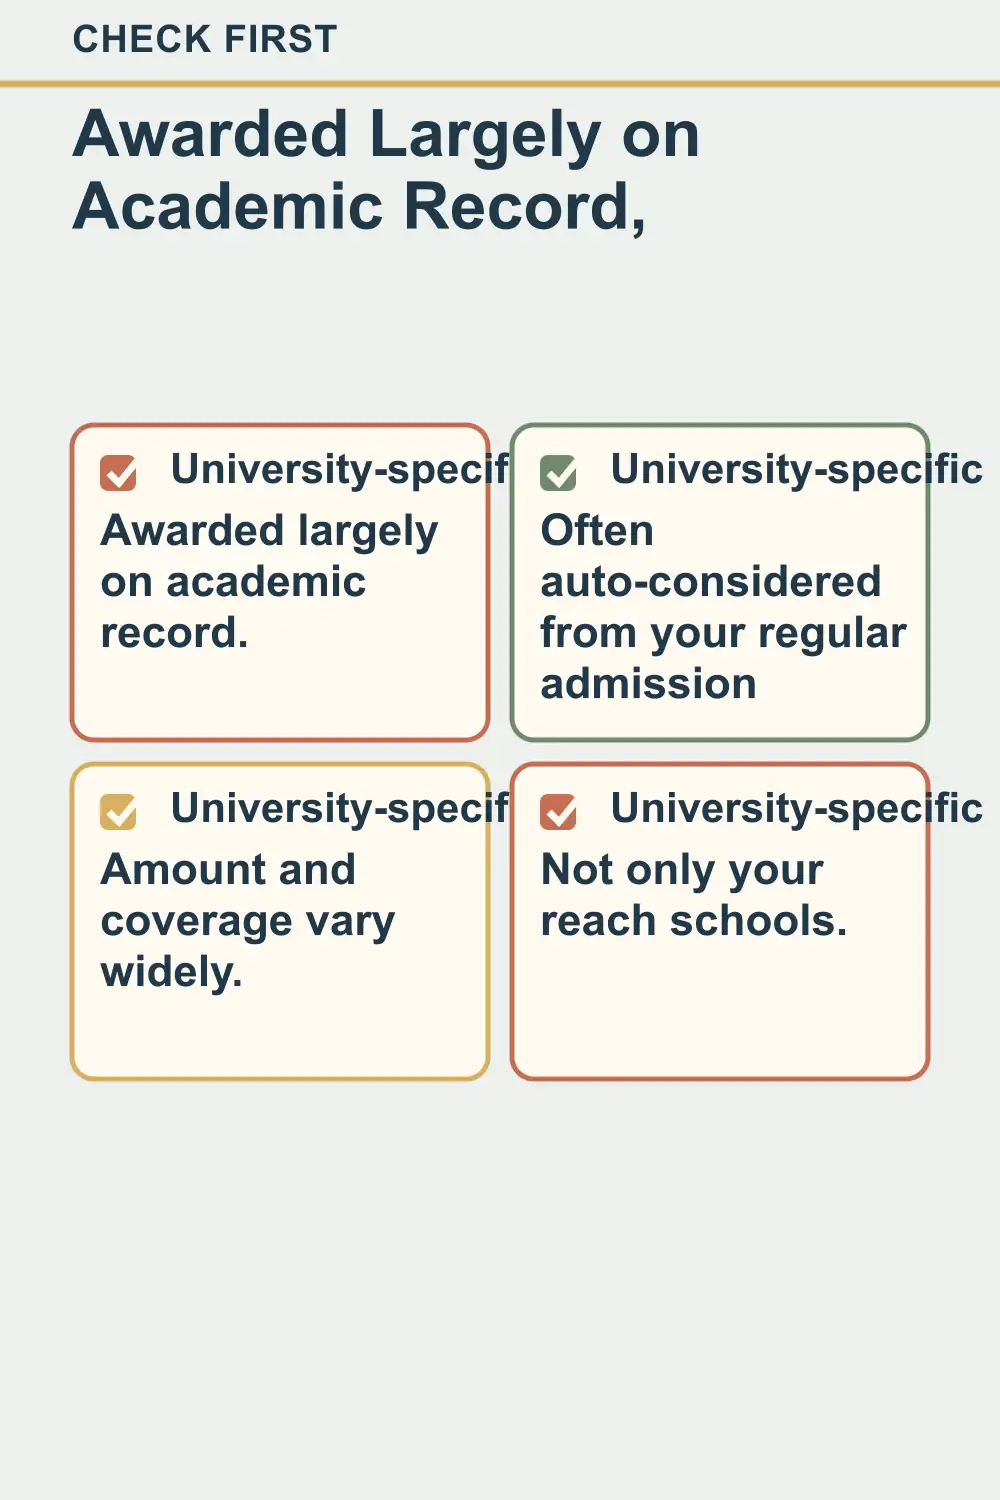 CHECK FIRST
Awarded Largely on
Academic Record,
University-specif
Awarded largely
on academic
record.
University-specific
Often
auto-considered
from your regular
admission
University-specif
Amount and
coverage vary
widely.
University-specific
Not only your
reach schools.